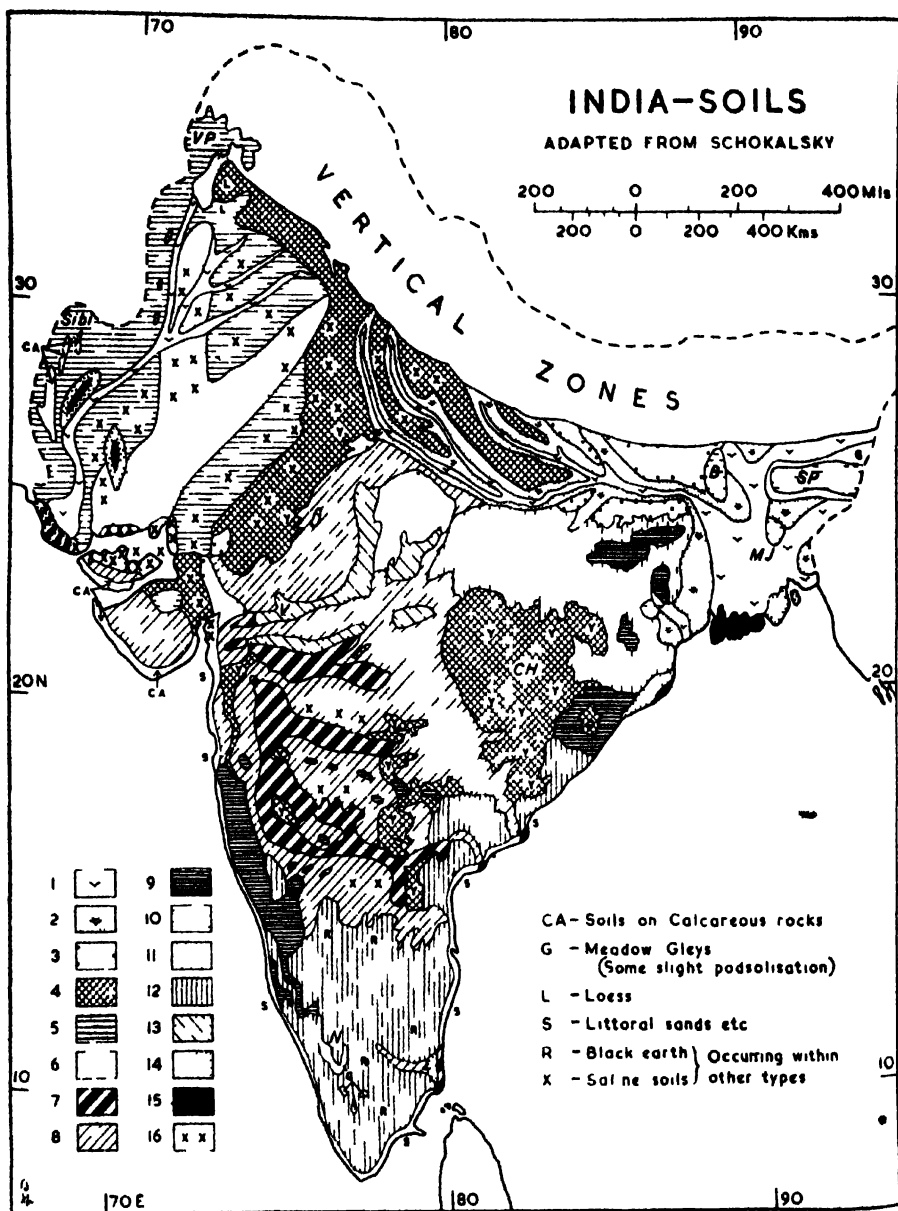 70
80
90
INDIA–SOILS
ADAPTED FROM SCHOKALSKY
200 0 200 400 Mls
200 0 200 400 Kms
VERTICAL
ZONES
VP
L
L
30
30
Sibi
CA
B
SP
G
MJ
CA
CA
CH
20N
20
S
S
S
S
S
S
S
S
R
R
R
R
R
1
2
3
4
5
6
7
8
9
10
11
12
13
14
15
16
CA – Soils on Calcareous rocks
G – Meadow Gleys
(Some slight podsolisation)
L – Loess
S – Littoral sands etc
R – Black earth } Occurring within
X – Saline soils } other types
10
10
70E
80
90